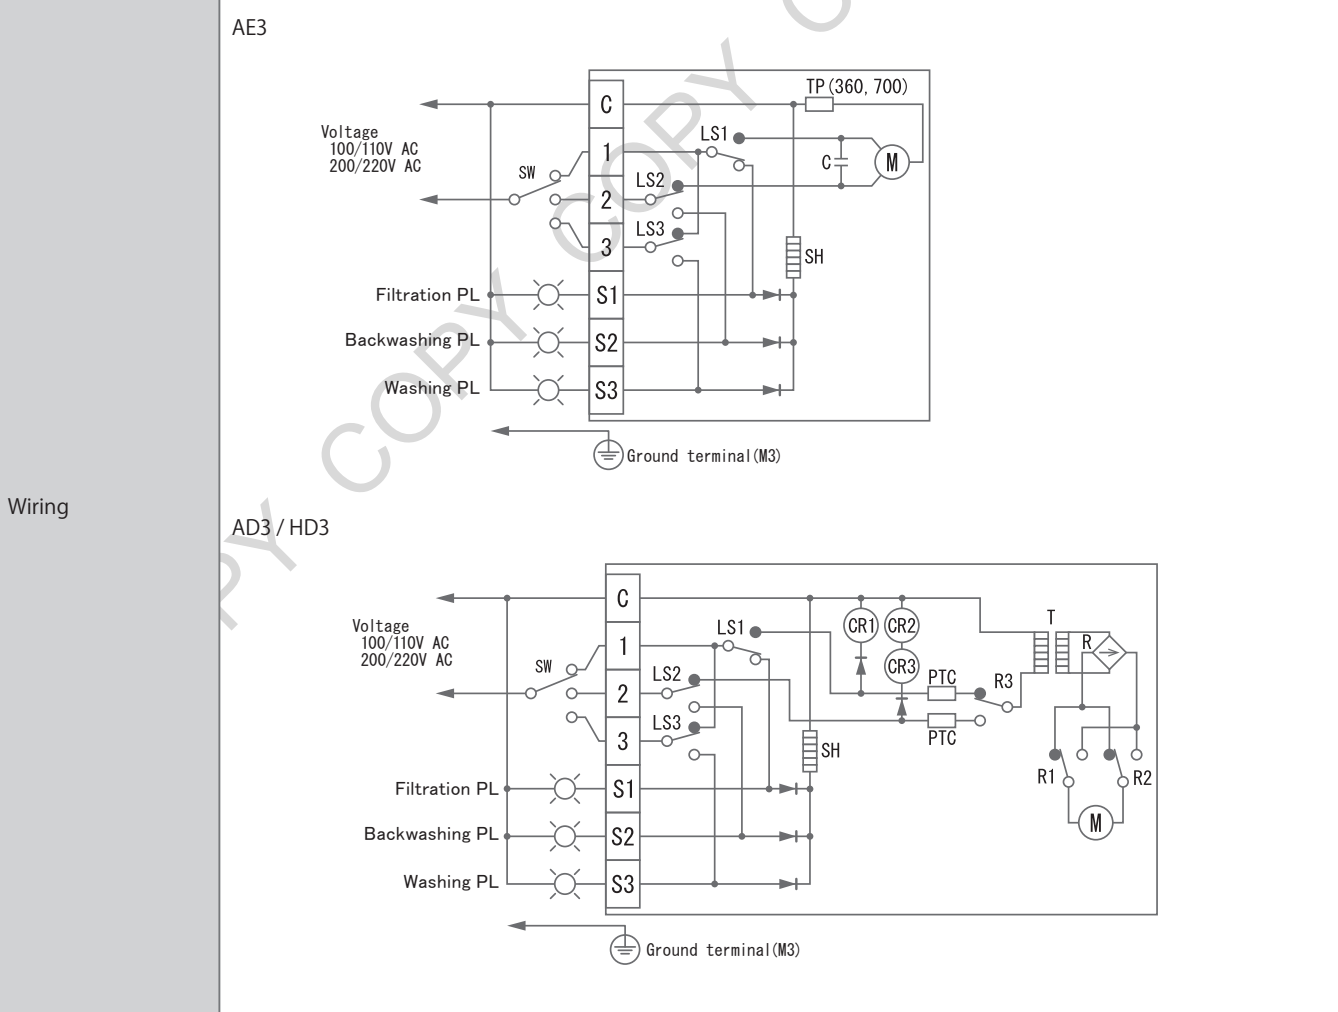 AE3
TP(360, 700)
C
Voltage
100/110V AC
200/220V AC
LS1
1
C
M
SW
LS2
2
LS3
3
SH
Filtration PL
S1
Backwashing PL
S2
Washing PL
S3
Ground terminal(M3)
Wiring
AD3 / HD3
C
T
Voltage
100/110V AC
200/220V AC
LS1
CR1
CR2
1
R
SW
LS2
CR3
PTC
R3
2
LS3
PTC
3
SH
R1
R2
Filtration PL
S1
M
Backwashing PL
S2
Washing PL
S3
Ground terminal(M3)
COPY
COPY
COPY